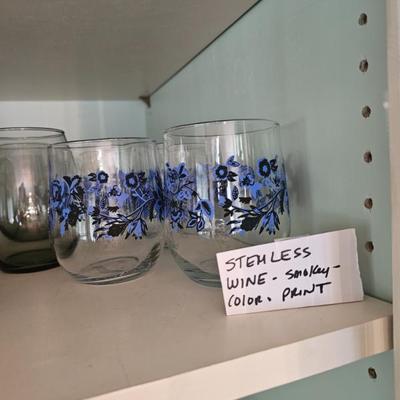 STEMLESS
WINE - SMOKEY -
COLOR. PRINT